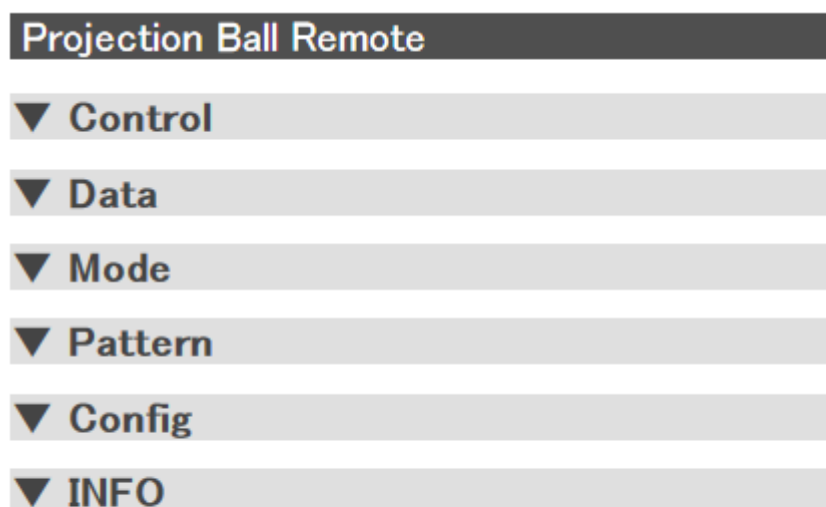 Projection Ball Remote
▼ Control
▼ Data
▼ Mode
▼ Pattern
▼ Config
▼ INFO